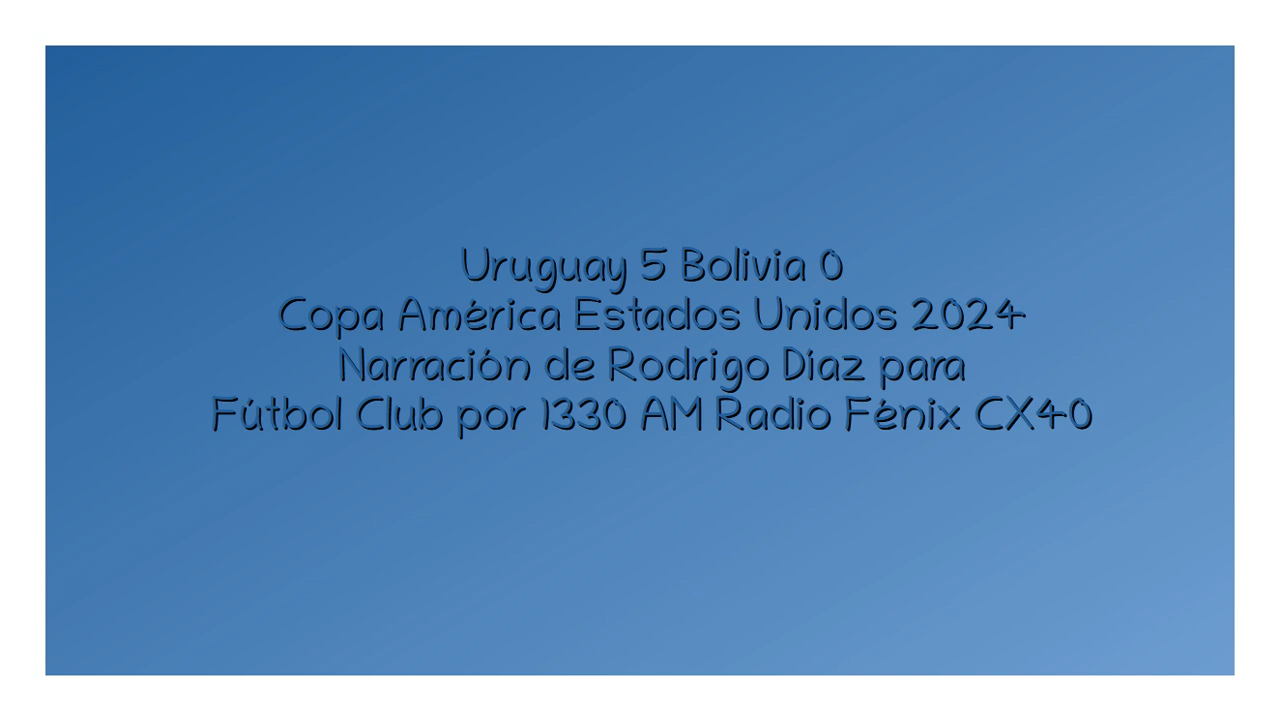 Uruguay 5 Bolivia 0
Copa América Estados Unidos 2024
Narración de Rodrigo Díaz para
Fútbol Club por 1330 AM Radio Fénix CX40